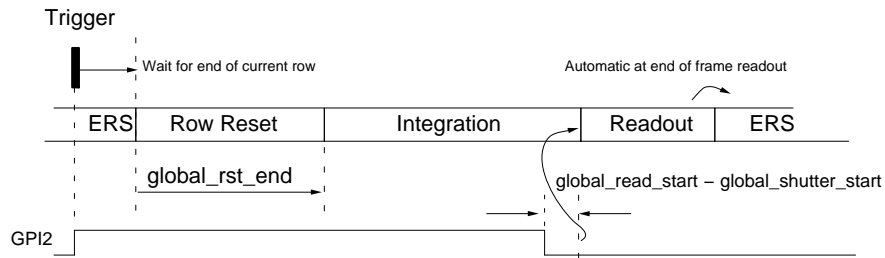 Trigger
Wait for end of current row
Automatic at end of frame readout
ERS Row Reset Integration Readout ERS
global_rst_end
global_read_start – global_shutter_start
GPI2